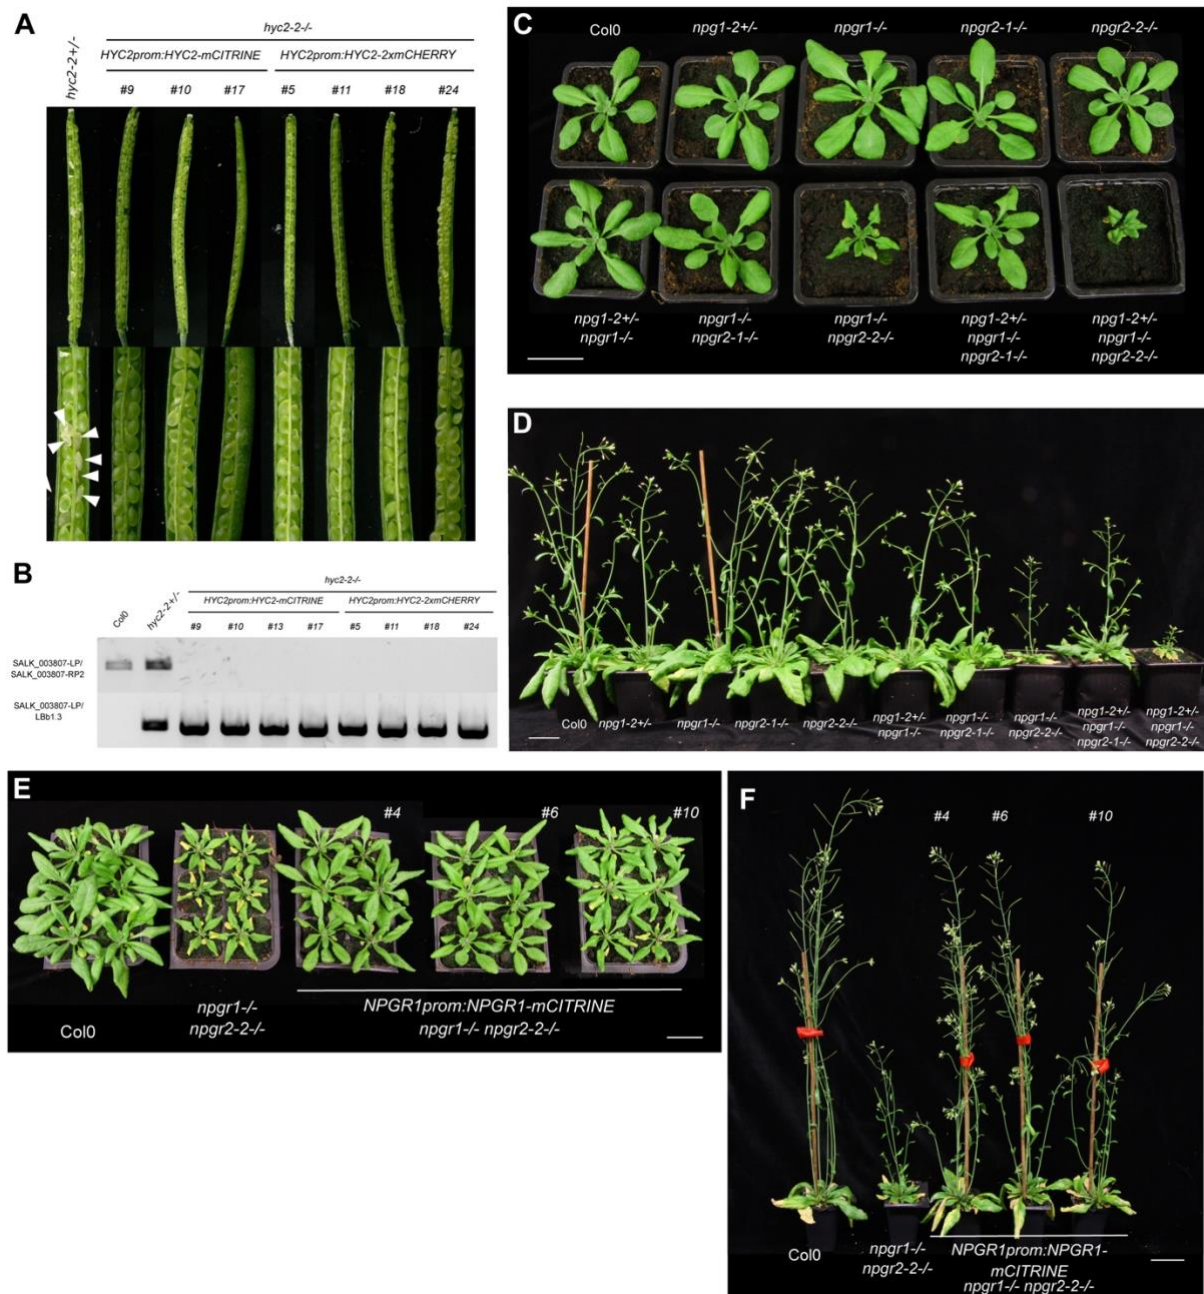 A
hyc2-2-/-
hyc2-2+/-
HYC2prom:HYC2-mCITRINE HYC2prom:HYC2-2xmCHERRY
#9 #10 #17 #5 #11 #18 #24
B
hyc2-2-/-
HYC2prom:HYC2-mCITRINE HYC2prom:HYC2-2xmCHERRY
Col0 hyc2-2+/- #9 #10 #13 #17 #5 #11 #18 #24
SALK_003807-LP/
SALK_003807-RP2
SALK_003807-LP/
LBb1.3
C
Col0 npg1-2+/- npgr1-/- npgr2-1-/- npgr2-2-/-
npg1-2+/- npgr1-/- npgr1-/- npg1-2+/- npg1-2+/-
npgr1-/- npgr2-1-/- npgr2-2-/- npgr1-/- npgr1-/-
npgr2-1-/- npgr2-2-/-
D
Col0 npg1-2+/- npgr1-/- npgr2-1-/- npgr2-2-/- npg1-2+/- npgr1-/- npgr1-/- npg1-2+/- npg1-2+/-
npgr1-/- npgr2-1-/- npgr2-2-/- npgr1-/- npgr1-/-
npgr2-1-/- npgr2-2-/-
E
#4 #6 #10
npgr1-/- NPGR1prom:NPGR1-mCITRINE
Col0 npgr2-2-/- npgr1-/- npgr2-2-/-
F
#4 #6 #10
Col0 npgr1-/- NPGR1prom:NPGR1-
npgr2-2-/- mCITRINE
npgr1-/- npgr2-2-/-